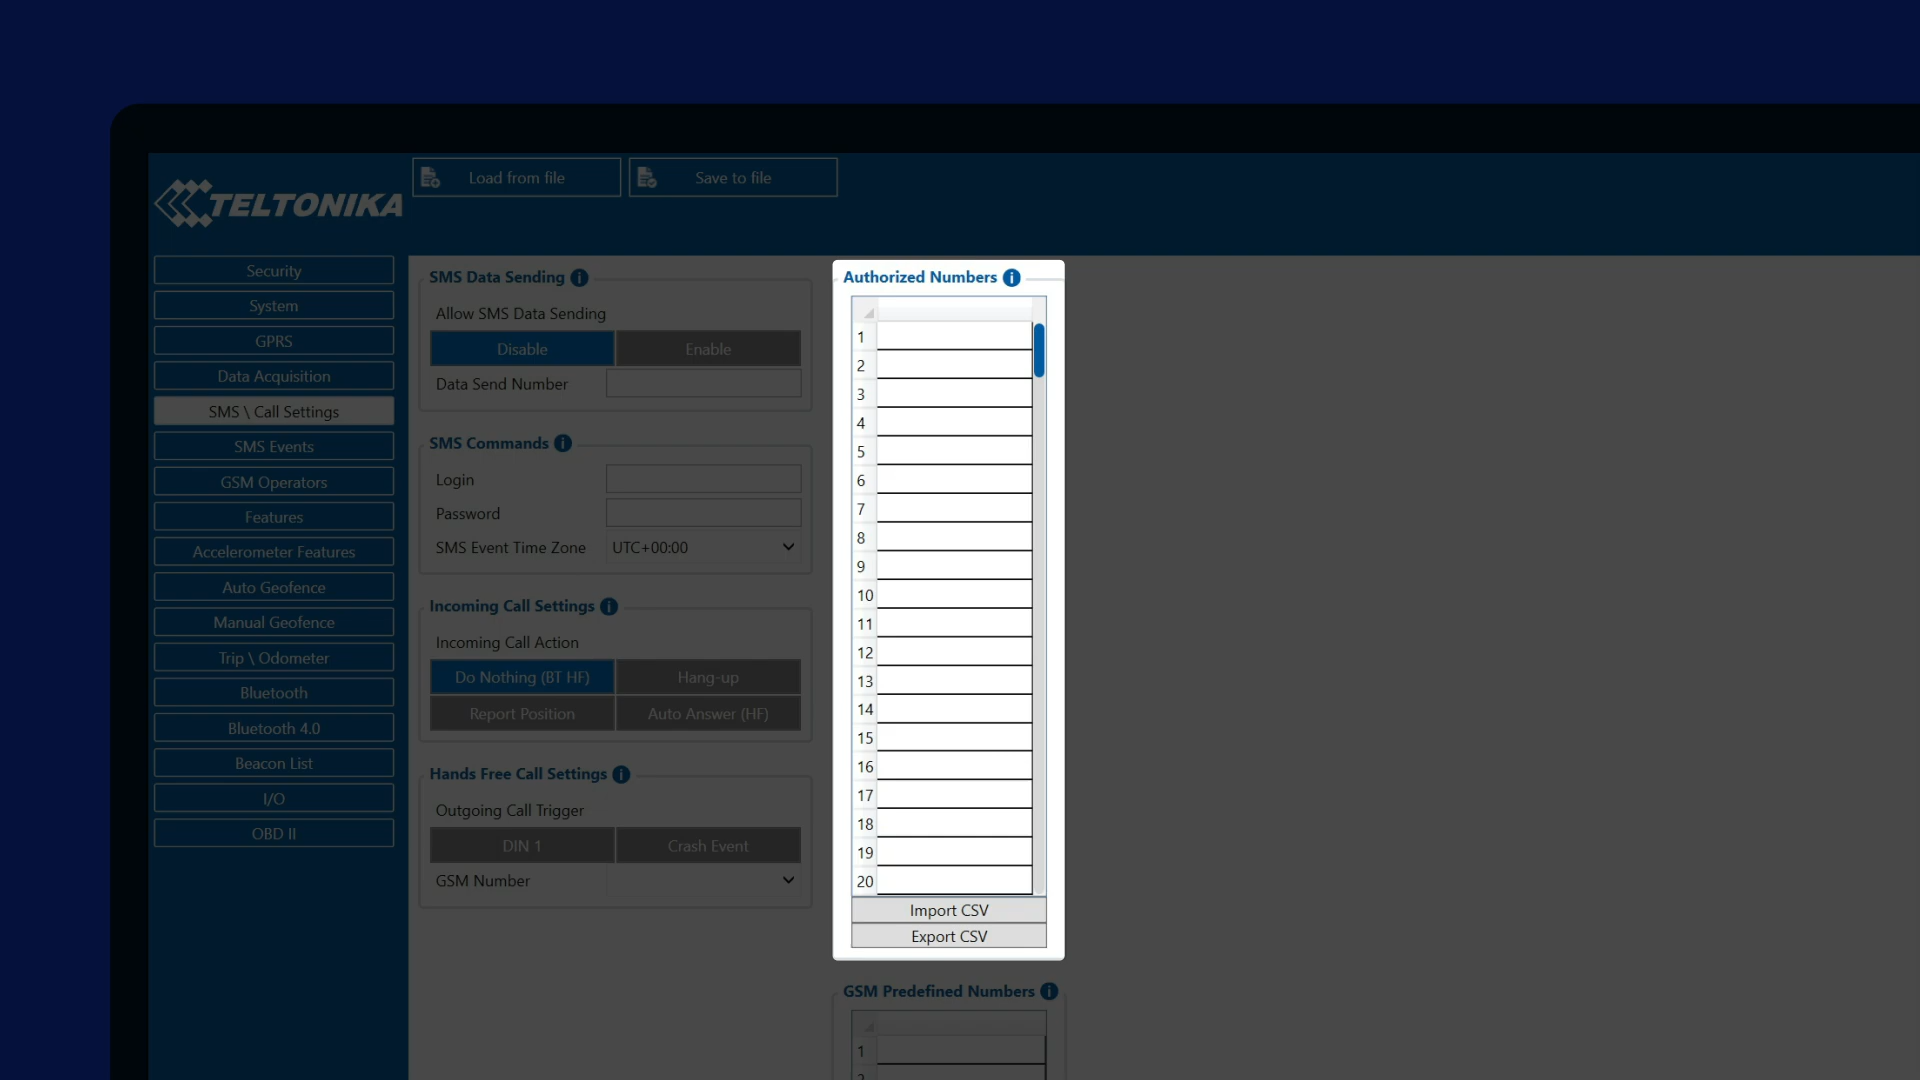 TELTONIKA
Load from file
Save to file
Security
System
GPRS
Data Acquisition
SMS \ Call Settings
SMS Events
GSM Operators
Features
Accelerometer Features
Auto Geofence
Manual Geofence
Trip \ Odometer
Bluetooth
Bluetooth 4.0
Beacon List
I/O
OBD II
SMS Data Sending i
Allow SMS Data Sending
Disable Enable
Data Send Number
SMS Commands i
Login
Password
SMS Event Time Zone UTC+00:00
Incoming Call Settings i
Incoming Call Action
Do Nothing (BT HF) Hang-up
Report Position Auto Answer (HF)
Hands Free Call Settings i
Outgoing Call Trigger
DIN 1 Crash Event
GSM Number
Authorized Numbers i
1
2
3
4
5
6
7
8
9
10
11
12
13
14
15
16
17
18
19
20
Import CSV
Export CSV
GSM Predefined Numbers i
1
2